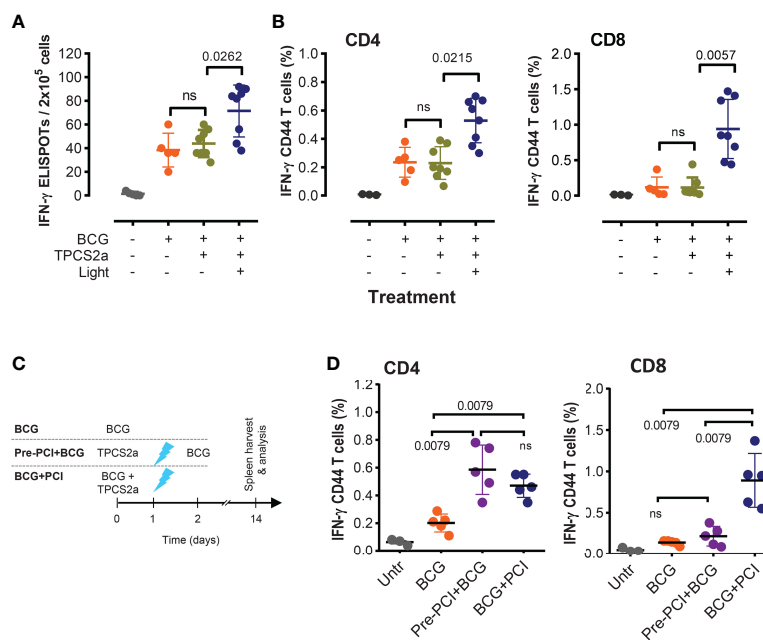 A
IFN-γ ELISPOTs / 2x10⁵ cells
120
100
80
60
40
20
0
ns
0.0262
BCG - + + +
TPCS2a - - + +
Light - - - +
B
CD4
IFN-γ CD44 T cells (%)
1.0
0.8
0.6
0.4
0.2
0.0
ns
0.0215
- + + +
- - + +
- - - +
CD8
IFN-γ CD44 T cells (%)
2.0
1.5
1.0
0.5
0.0
ns
0.0057
- + + +
- - + +
- - - +
Treatment
C
BCG BCG
Pre-PCI+BCG TPCS2a BCG
BCG+PCI BCG +
TPCS2a
Spleen harvest
& analysis
0 1 2 14
Time (days)
D
CD4
IFN-γ CD44 T cells (%)
1.2
1.0
0.8
0.6
0.4
0.2
0.0
0.0079
0.0079
ns
Untr
BCG
Pre-PCI+BCG
BCG+PCI
CD8
IFN-γ CD44 T cells (%)
2.0
1.5
1.0
0.5
0.0
0.0079
0.0079
ns
Untr
BCG
Pre-PCI+BCG
BCG+PCI